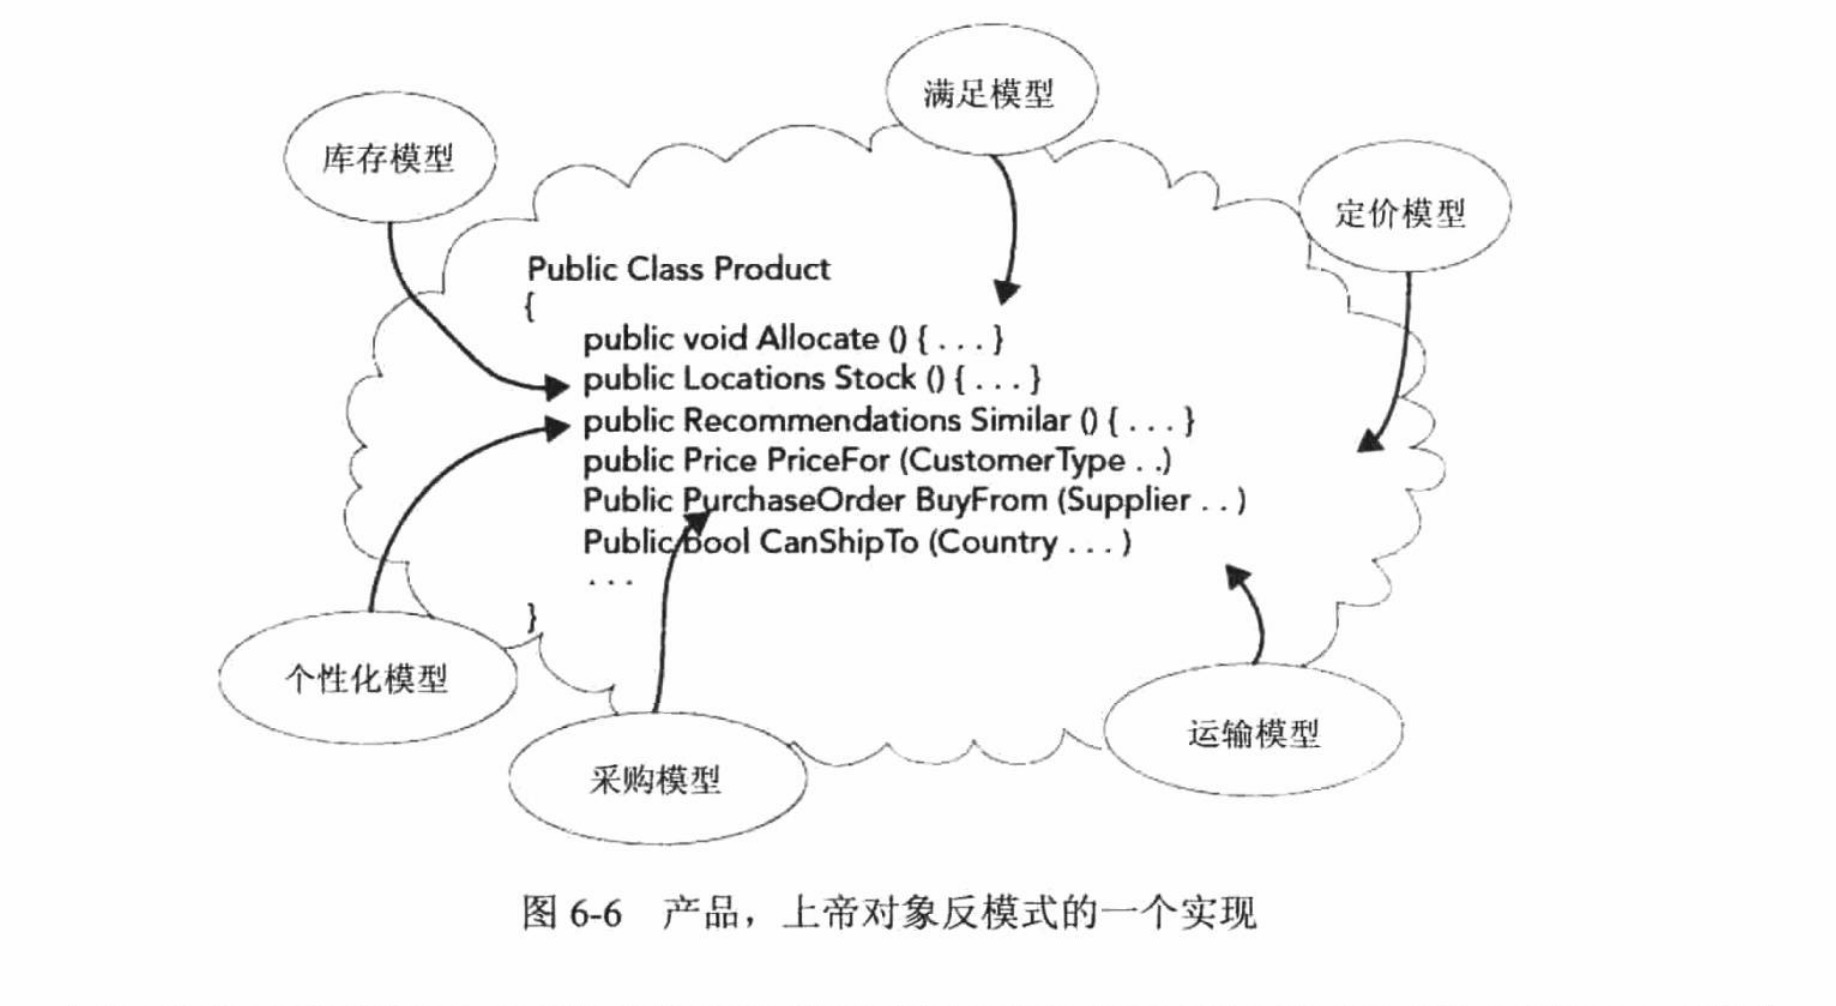 满足模型
库存模型
定价模型
Public Class Product
{
public void Allocate () { . . . }
public Locations Stock () { . . . }
public Recommendations Similar () { . . . }
public Price PriceFor (CustomerType . .)
Public PurchaseOrder BuyFrom (Supplier . . )
Public bool CanShipTo (Country . . . )
. . .
}
个性化模型
运输模型
采购模型
图 6-6 产品，上帝对象反模式的一个实现